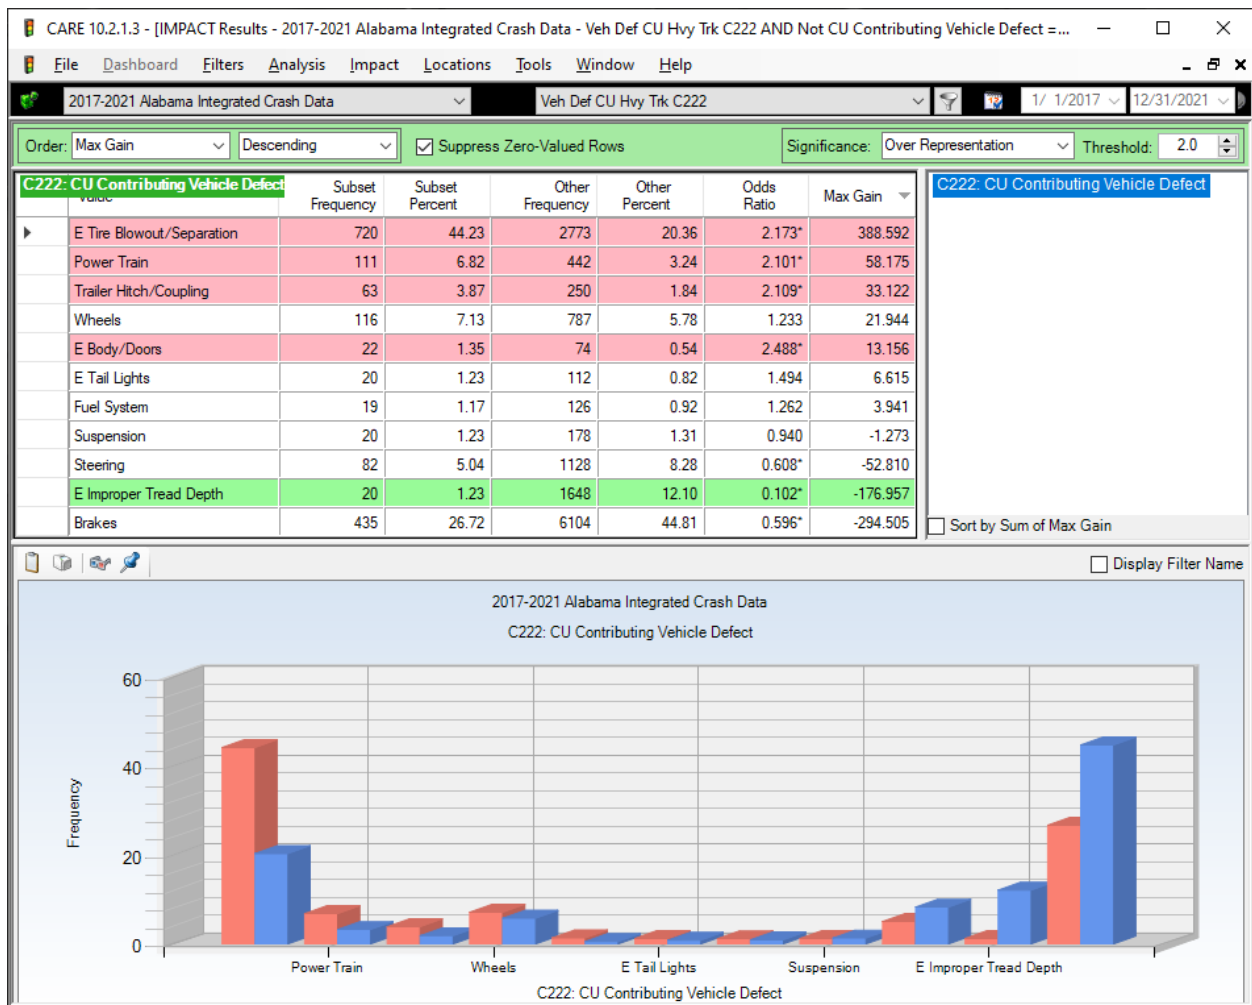 CARE 10.2.1.3 - [IMPACT Results - 2017-2021 Alabama Integrated Crash Data - Veh Def CU Hvy Trk C222 AND Not CU Contributing Vehicle Defect =...
File Dashboard Filters Analysis Impact Locations Tools Window Help
2017-2021 Alabama Integrated Crash Data Veh Def CU Hvy Trk C222 1/ 1/2017 12/31/2021
Order: Max Gain Descending Suppress Zero-Valued Rows Significance: Over Representation Threshold: 2.0
C222: CU Contributing Vehicle Defect Subset Frequency Subset Percent Other Frequency Other Percent Odds Ratio Max Gain
E Tire Blowout/Separation 720 44.23 2773 20.36 2.173* 388.592
Power Train 111 6.82 442 3.24 2.101* 58.175
Trailer Hitch/Coupling 63 3.87 250 1.84 2.109* 33.122
Wheels 116 7.13 787 5.78 1.233 21.944
E Body/Doors 22 1.35 74 0.54 2.488* 13.156
E Tail Lights 20 1.23 112 0.82 1.494 6.615
Fuel System 19 1.17 126 0.92 1.262 3.941
Suspension 20 1.23 178 1.31 0.940 -1.273
Steering 82 5.04 1128 8.28 0.608* -52.810
E Improper Tread Depth 20 1.23 1648 12.10 0.102* -176.957
Brakes 435 26.72 6104 44.81 0.596* -294.505
C222: CU Contributing Vehicle Defect
Sort by Sum of Max Gain
Display Filter Name
2017-2021 Alabama Integrated Crash Data
C222: CU Contributing Vehicle Defect
Frequency
60
40
20
0
Power Train Wheels E Tail Lights Suspension E Improper Tread Depth
C222: CU Contributing Vehicle Defect